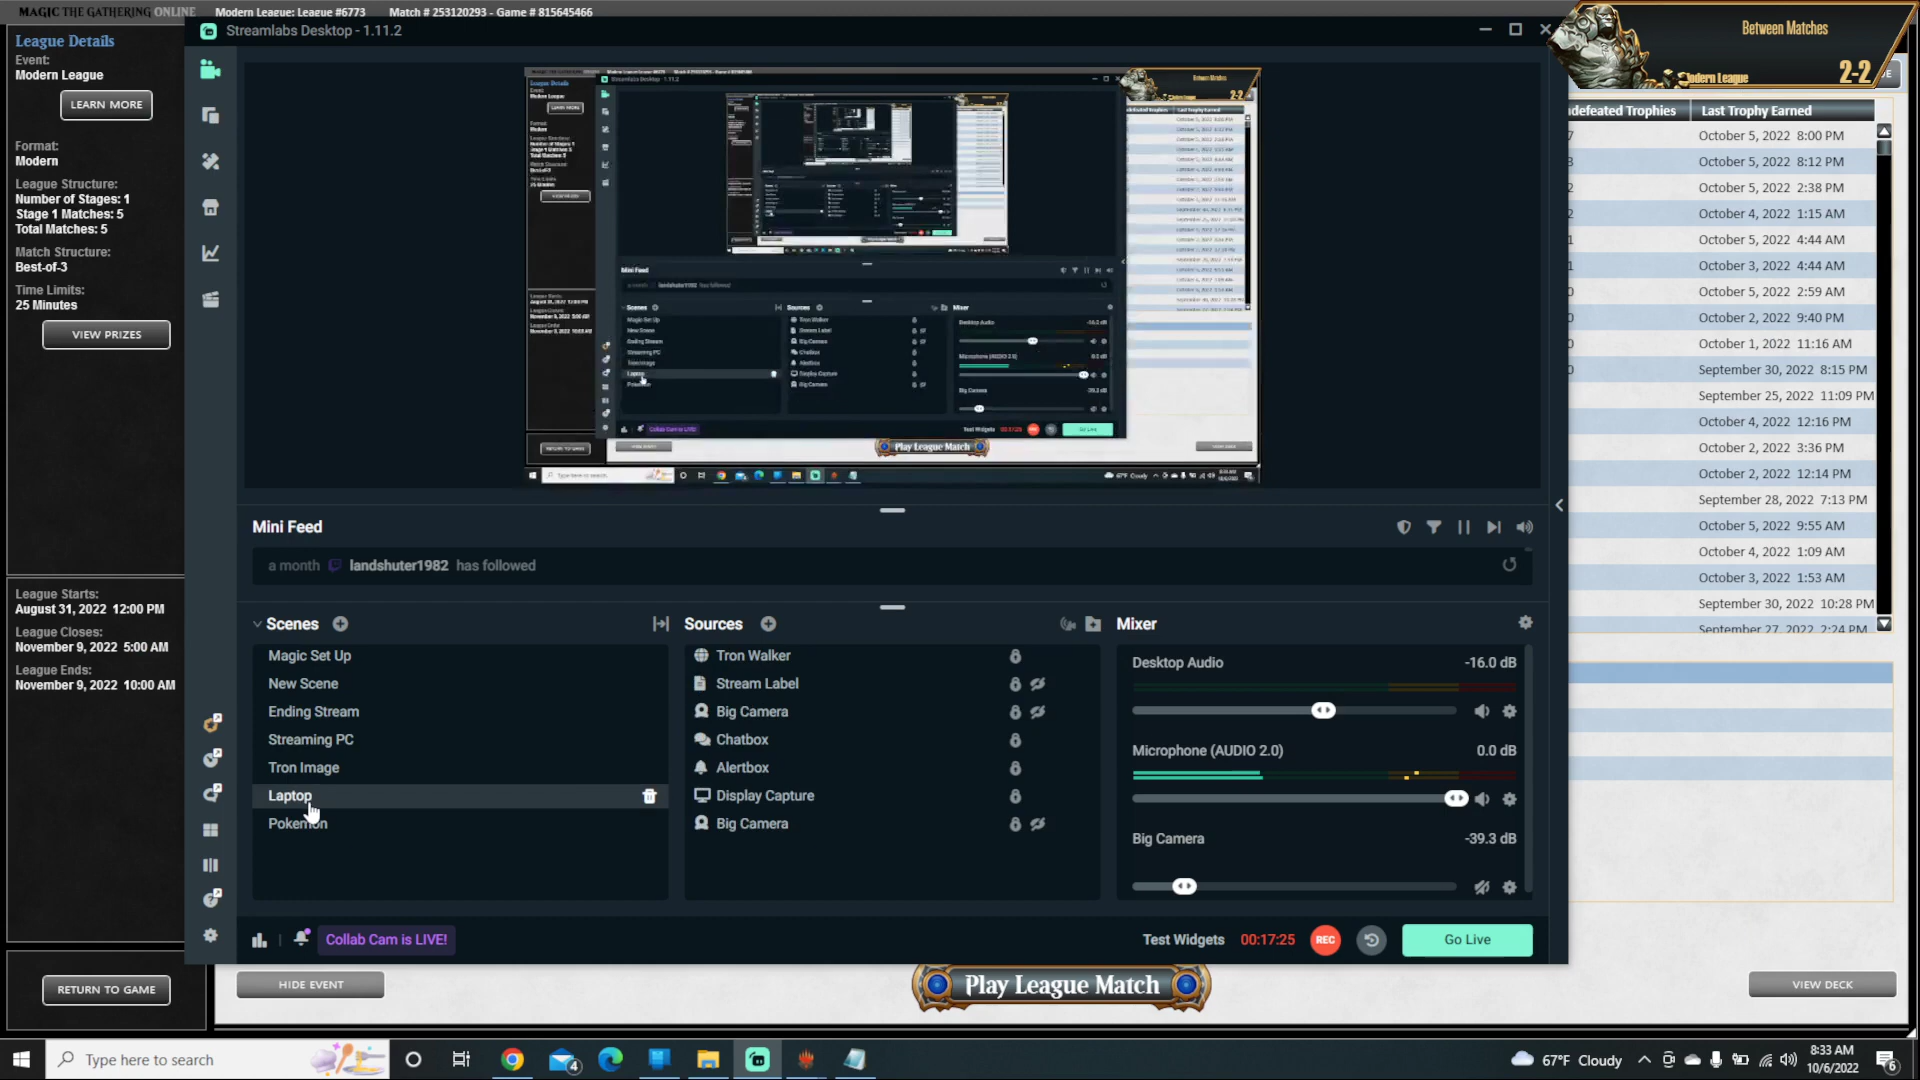 MAGIC THE GATHERING ONLINE
Modern League: League #6773
Match # 253120293 - Game # 815645466
Streamlabs Desktop - 1.11.2
Between Matches
Modern League
2-2
League Details
Event:
Modern League
LEARN MORE
Format:
Modern
League Structure:
Number of Stages: 1
Stage 1 Matches: 5
Total Matches: 5
Match Structure:
Best-of-3
Time Limits:
25 Minutes
VIEW PRIZES
League Starts:
August 31, 2022 12:00 PM
League Closes:
November 9, 2022 5:00 AM
League Ends:
November 9, 2022 10:00 AM
RETURN TO GAME
Last Trophy Earned
October 5, 2022 8:00 PM
October 5, 2022 8:12 PM
October 5, 2022 2:38 PM
October 4, 2022 1:15 AM
October 5, 2022 4:44 AM
October 3, 2022 4:44 AM
October 5, 2022 2:59 AM
October 2, 2022 9:40 PM
October 1, 2022 11:16 AM
September 30, 2022 8:15 PM
September 25, 2022 11:09 PM
October 4, 2022 12:16 PM
October 2, 2022 3:36 PM
October 2, 2022 12:14 PM
September 28, 2022 7:13 PM
October 5, 2022 9:55 AM
October 4, 2022 1:09 AM
October 3, 2022 1:53 AM
September 30, 2022 10:28 PM
September 27, 2022 2:24 PM
Mini Feed
a month landshuter1982 has followed
Scenes
Magic Set Up
New Scene
Ending Stream
Streaming PC
Tron Image
Laptop
Pokemon
Sources
Tron Walker
Stream Label
Big Camera
Chatbox
Alertbox
Display Capture
Big Camera
Mixer
Desktop Audio -16.0 dB
Microphone (AUDIO 2.0) 0.0 dB
Big Camera -39.3 dB
Collab Cam is LIVE!
Test Widgets 00:17:25 REC Go Live
HIDE EVENT
Play League Match
VIEW DECK
Type here to search
4
67°F Cloudy
8:33 AM
10/6/2022
6